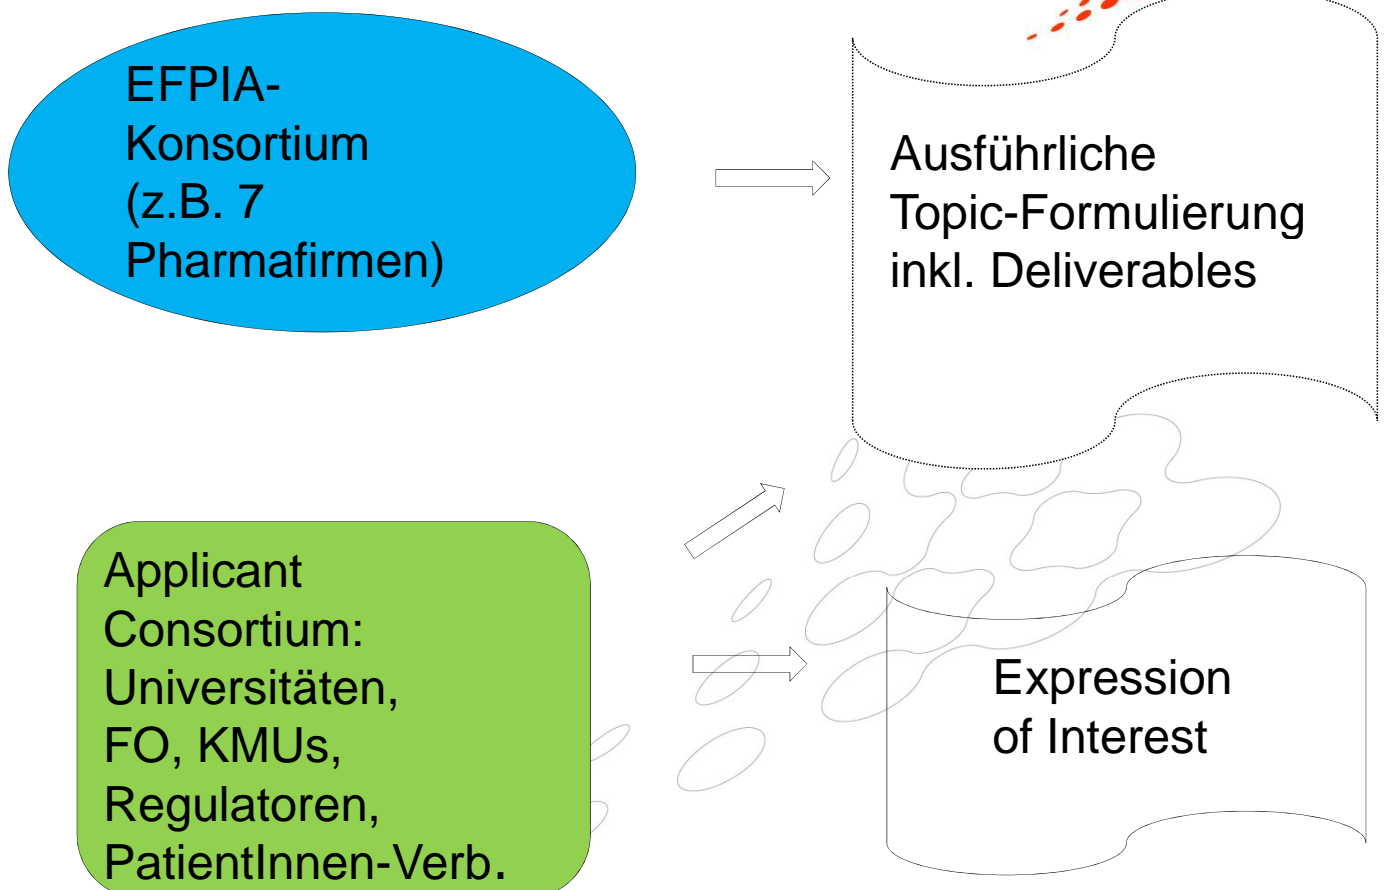 EFPIA-
Konsortium
(z.B. 7
Pharmafirmen)
Ausführliche
Topic-Formulierung
inkl. Deliverables
Applicant
Consortium:
Universitäten,
FO, KMUs,
Regulatoren,
PatientInnen-Verb.
Expression
of Interest